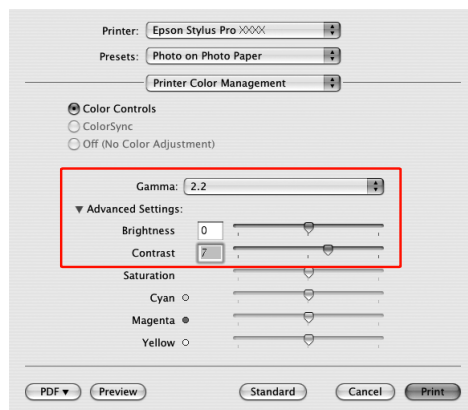 Printer: Epson Stylus Pro XXXX
Presets: Photo on Photo Paper
Printer Color Management
Color Controls
ColorSync
Off (No Color Adjustment)
Gamma: 2.2
▼ Advanced Settings:
Brightness 0
Contrast 7
Saturation
Cyan
Magenta
Yellow
PDF ▼ Preview Standard Cancel Print